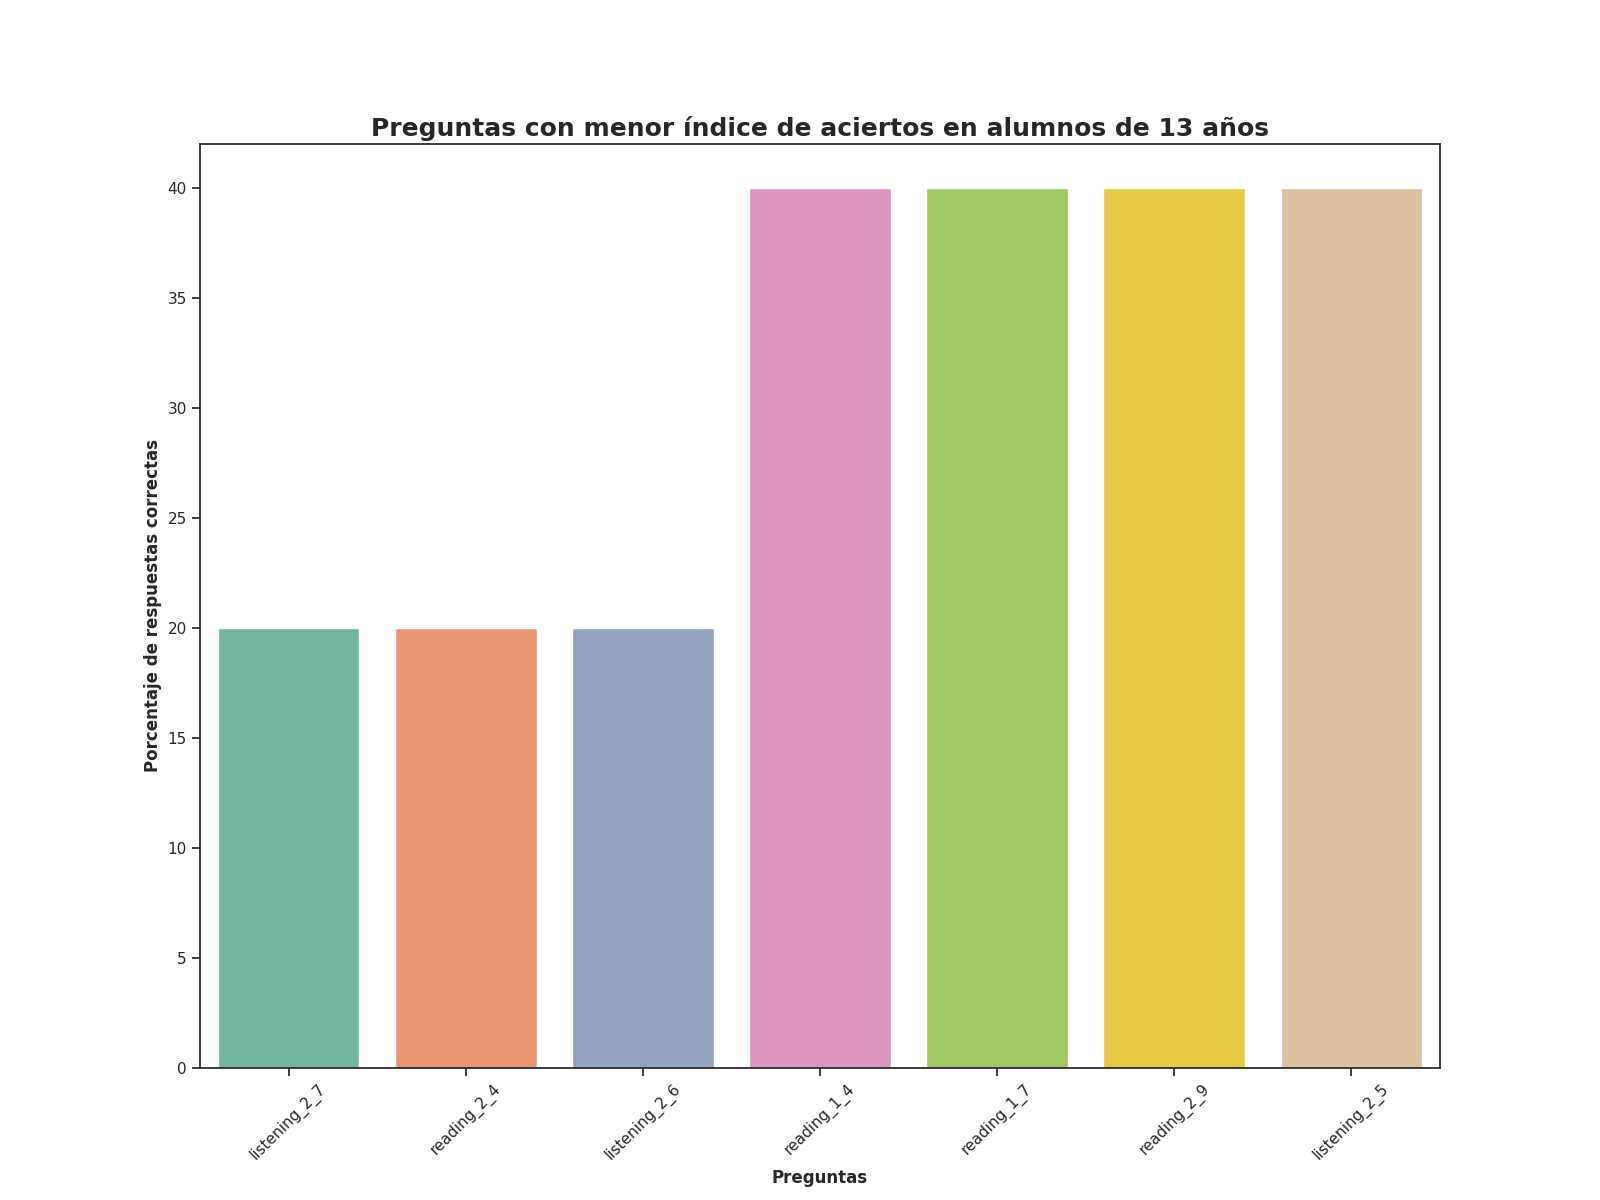 Preguntas con menor índice de aciertos en alumnos de 13 años
Porcentaje de respuestas correctas
40
35
30
25
20
15
10
5
0
listening_2_7
reading_2_4
listening_2_6
reading_1_4
reading_1_7
reading_2_9
listening_2_5
Preguntas